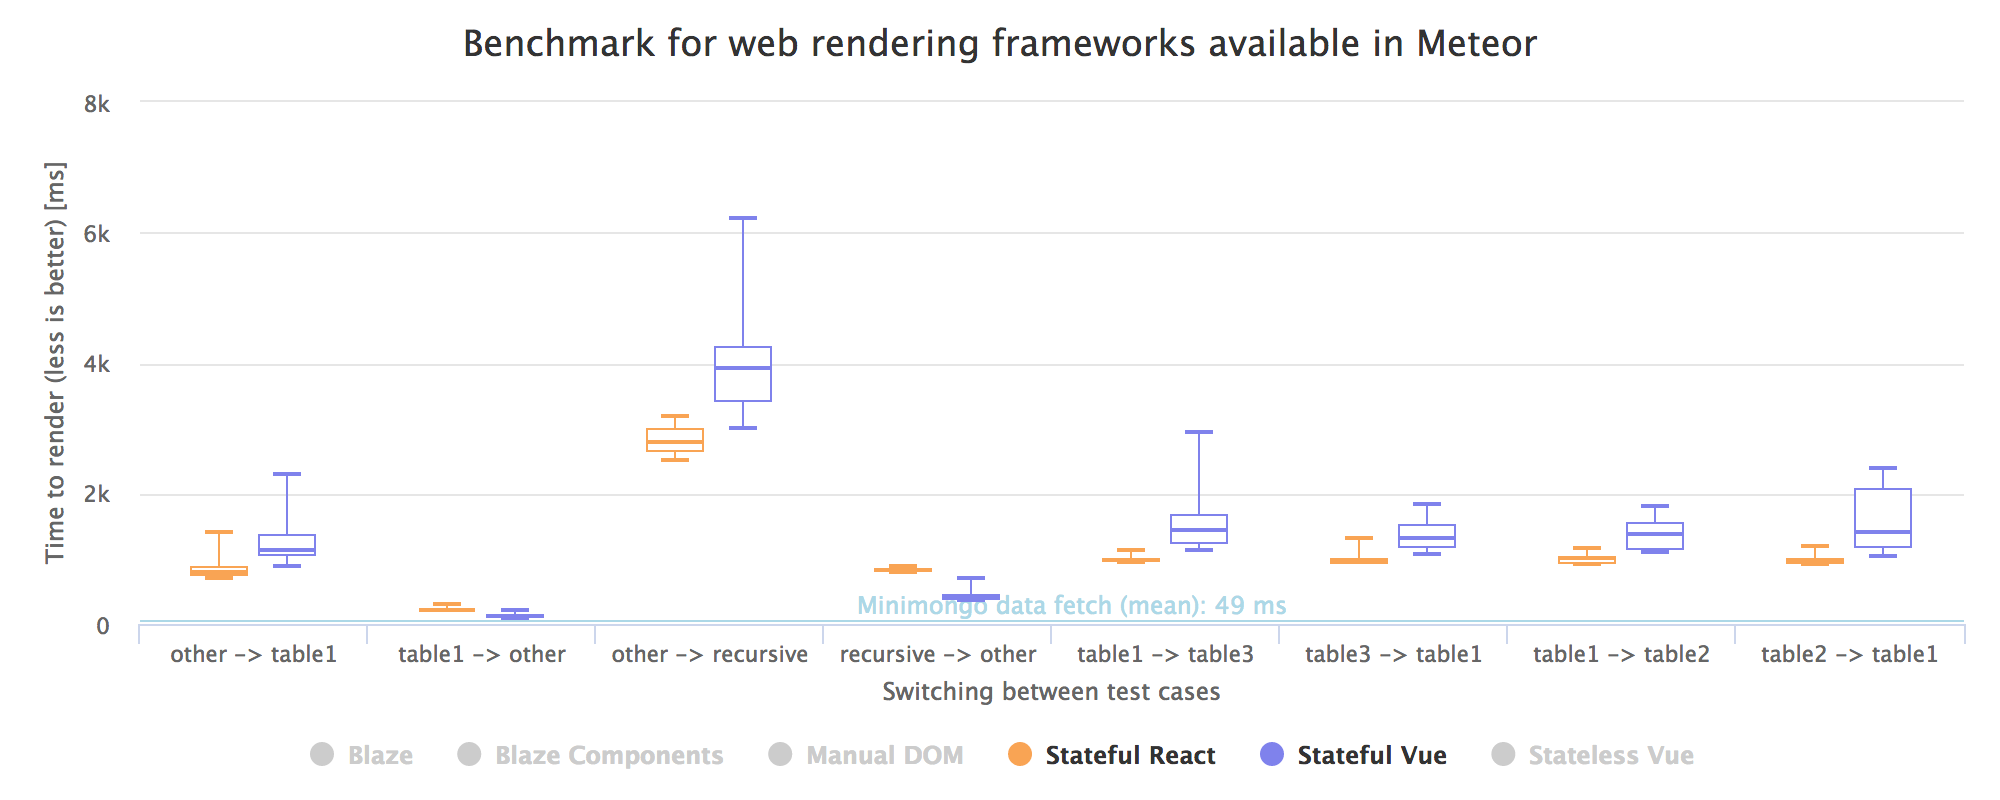 Benchmark for web rendering frameworks available in Meteor
Time to render (less is better) [ms]
8k
6k
4k
2k
0
Minimongo data fetch (mean): 49 ms
other -> table1 table1 -> other other -> recursive recursive -> other table1 -> table3 table3 -> table1 table1 -> table2 table2 -> table1
Switching between test cases
Blaze Blaze Components Manual DOM Stateful React Stateful Vue Stateless Vue